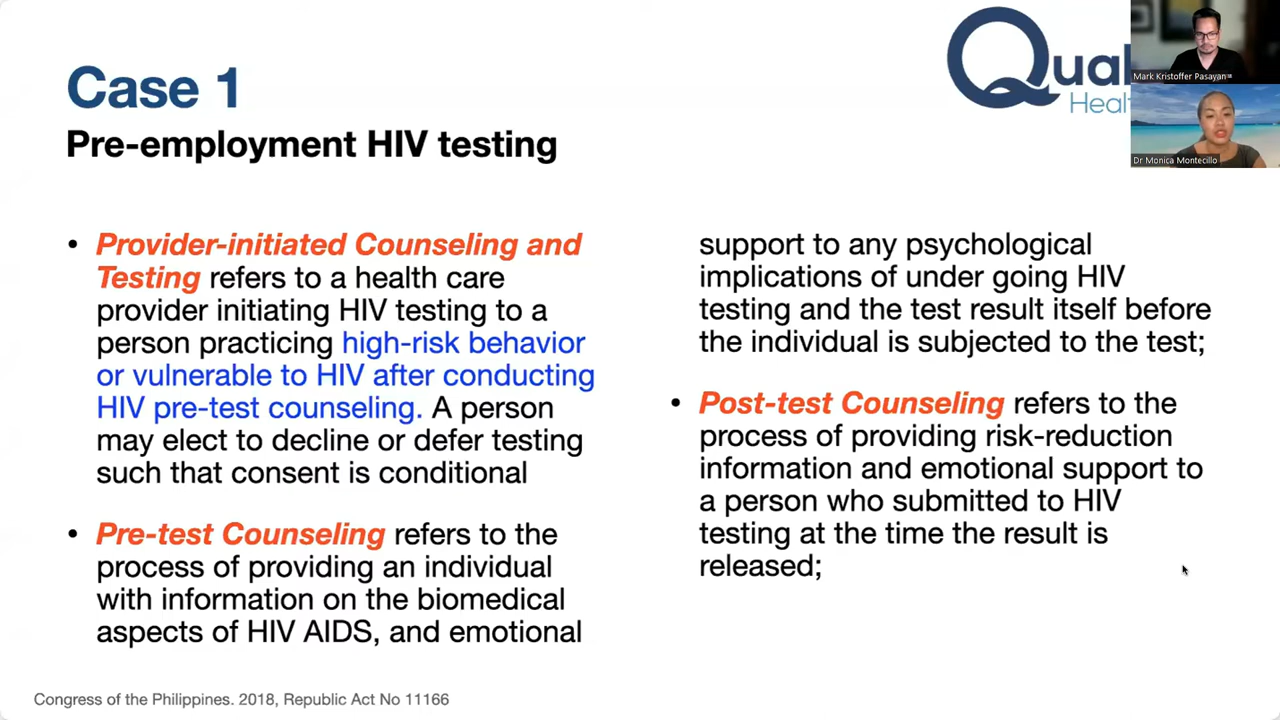 Case 1
Pre-employment HIV testing
Qual
Healt
Mark Kristoffer Pasayan
Dr Monica Montecillo
• Provider-initiated Counseling and
Testing refers to a health care
provider initiating HIV testing to a
person practicing high-risk behavior
or vulnerable to HIV after conducting
HIV pre-test counseling. A person
may elect to decline or defer testing
such that consent is conditional
• Pre-test Counseling refers to the
process of providing an individual
with information on the biomedical
aspects of HIV AIDS, and emotional
support to any psychological
implications of under going HIV
testing and the test result itself before
the individual is subjected to the test;
• Post-test Counseling refers to the
process of providing risk-reduction
information and emotional support to
a person who submitted to HIV
testing at the time the result is
released;
Congress of the Philippines. 2018, Republic Act No 11166